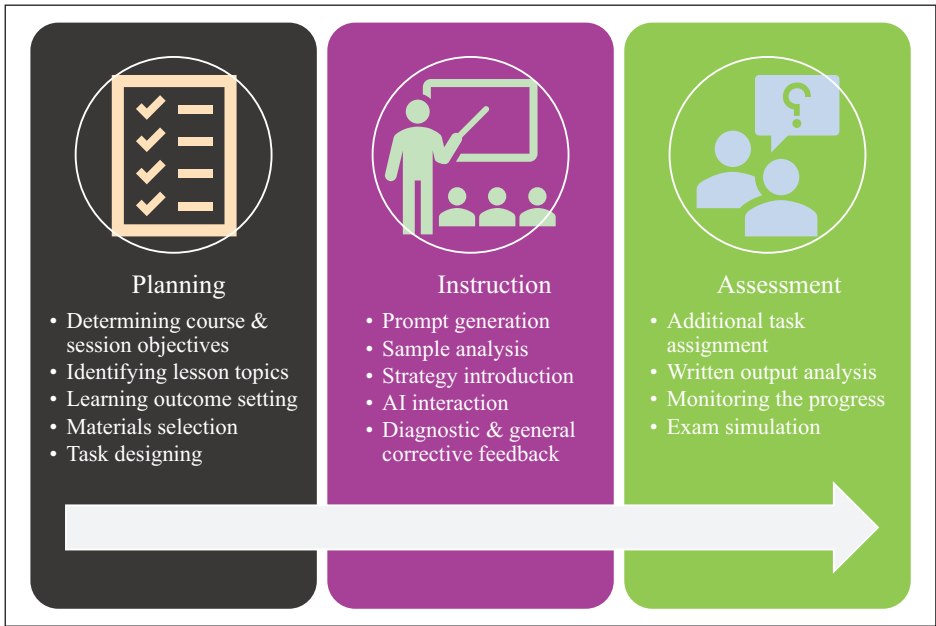 Planning
• Determining course &
session objectives
• Identifying lesson topics
• Learning outcome setting
• Materials selection
• Task designing
Instruction
• Prompt generation
• Sample analysis
• Strategy introduction
• AI interaction
• Diagnostic & general
corrective feedback
Assessment
• Additional task
assignment
• Written output analysis
• Monitoring the progress
• Exam simulation